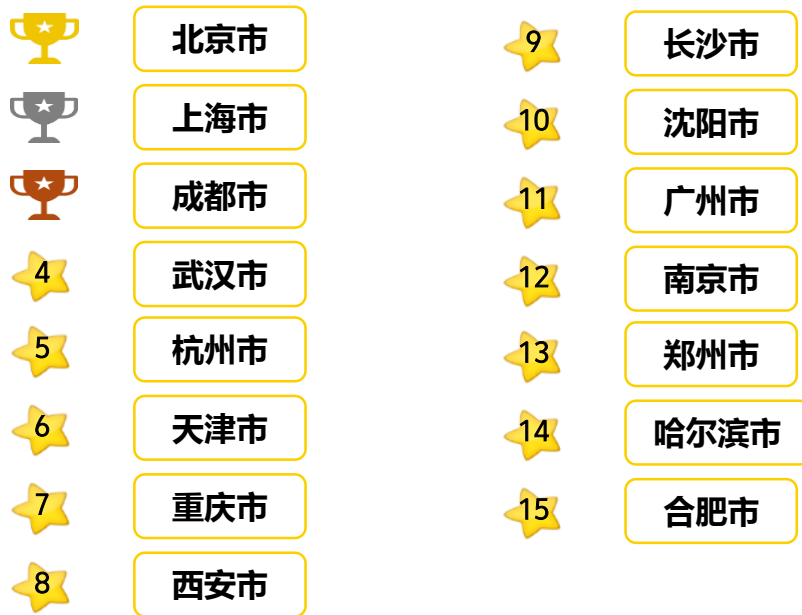 北京市
上海市
成都市
4 武汉市
5 杭州市
6 天津市
7 重庆市
8 西安市
9 长沙市
10 沈阳市
11 广州市
12 南京市
13 郑州市
14 哈尔滨市
15 合肥市